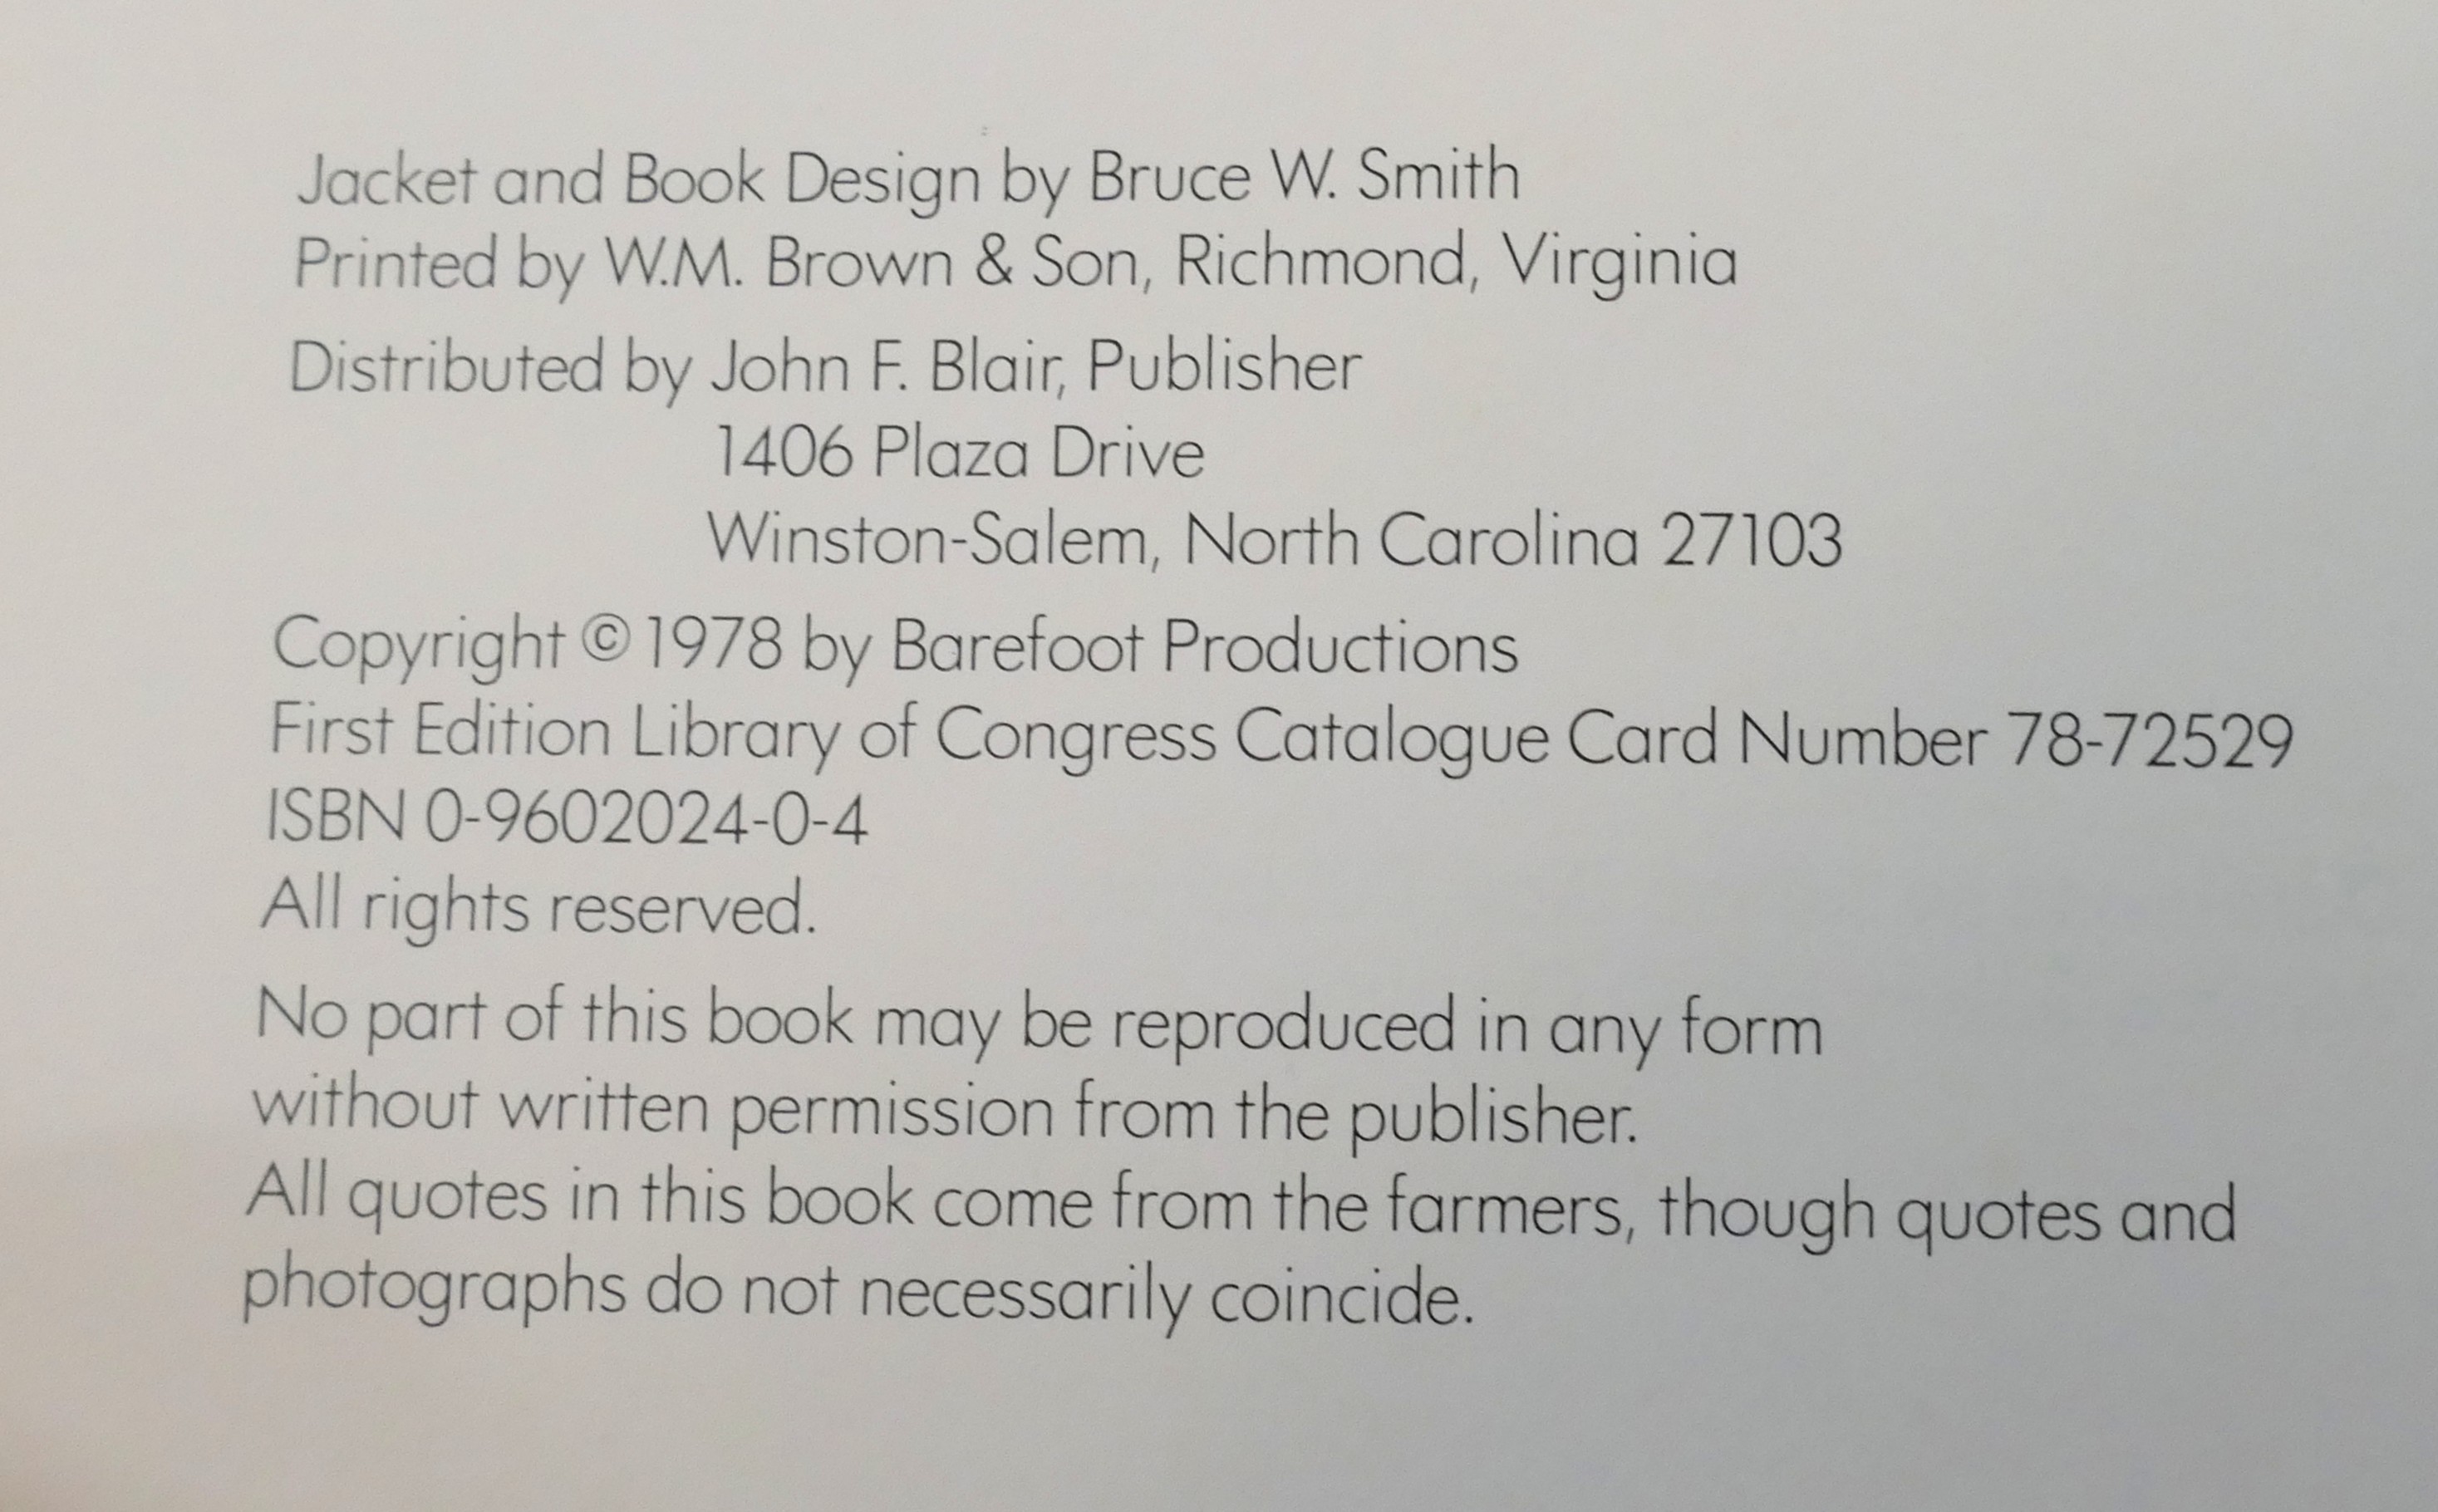 Jacket and Book Design by Bruce W. Smith
Printed by W.M. Brown & Son, Richmond, Virginia
Distributed by John F. Blair, Publisher
1406 Plaza Drive
Winston-Salem, North Carolina 27103
Copyright © 1978 by Barefoot Productions
First Edition Library of Congress Catalogue Card Number 78-72529
ISBN 0-9602024-0-4
All rights reserved.
No part of this book may be reproduced in any form
without written permission from the publisher.
All quotes in this book come from the farmers, though quotes and
photographs do not necessarily coincide.